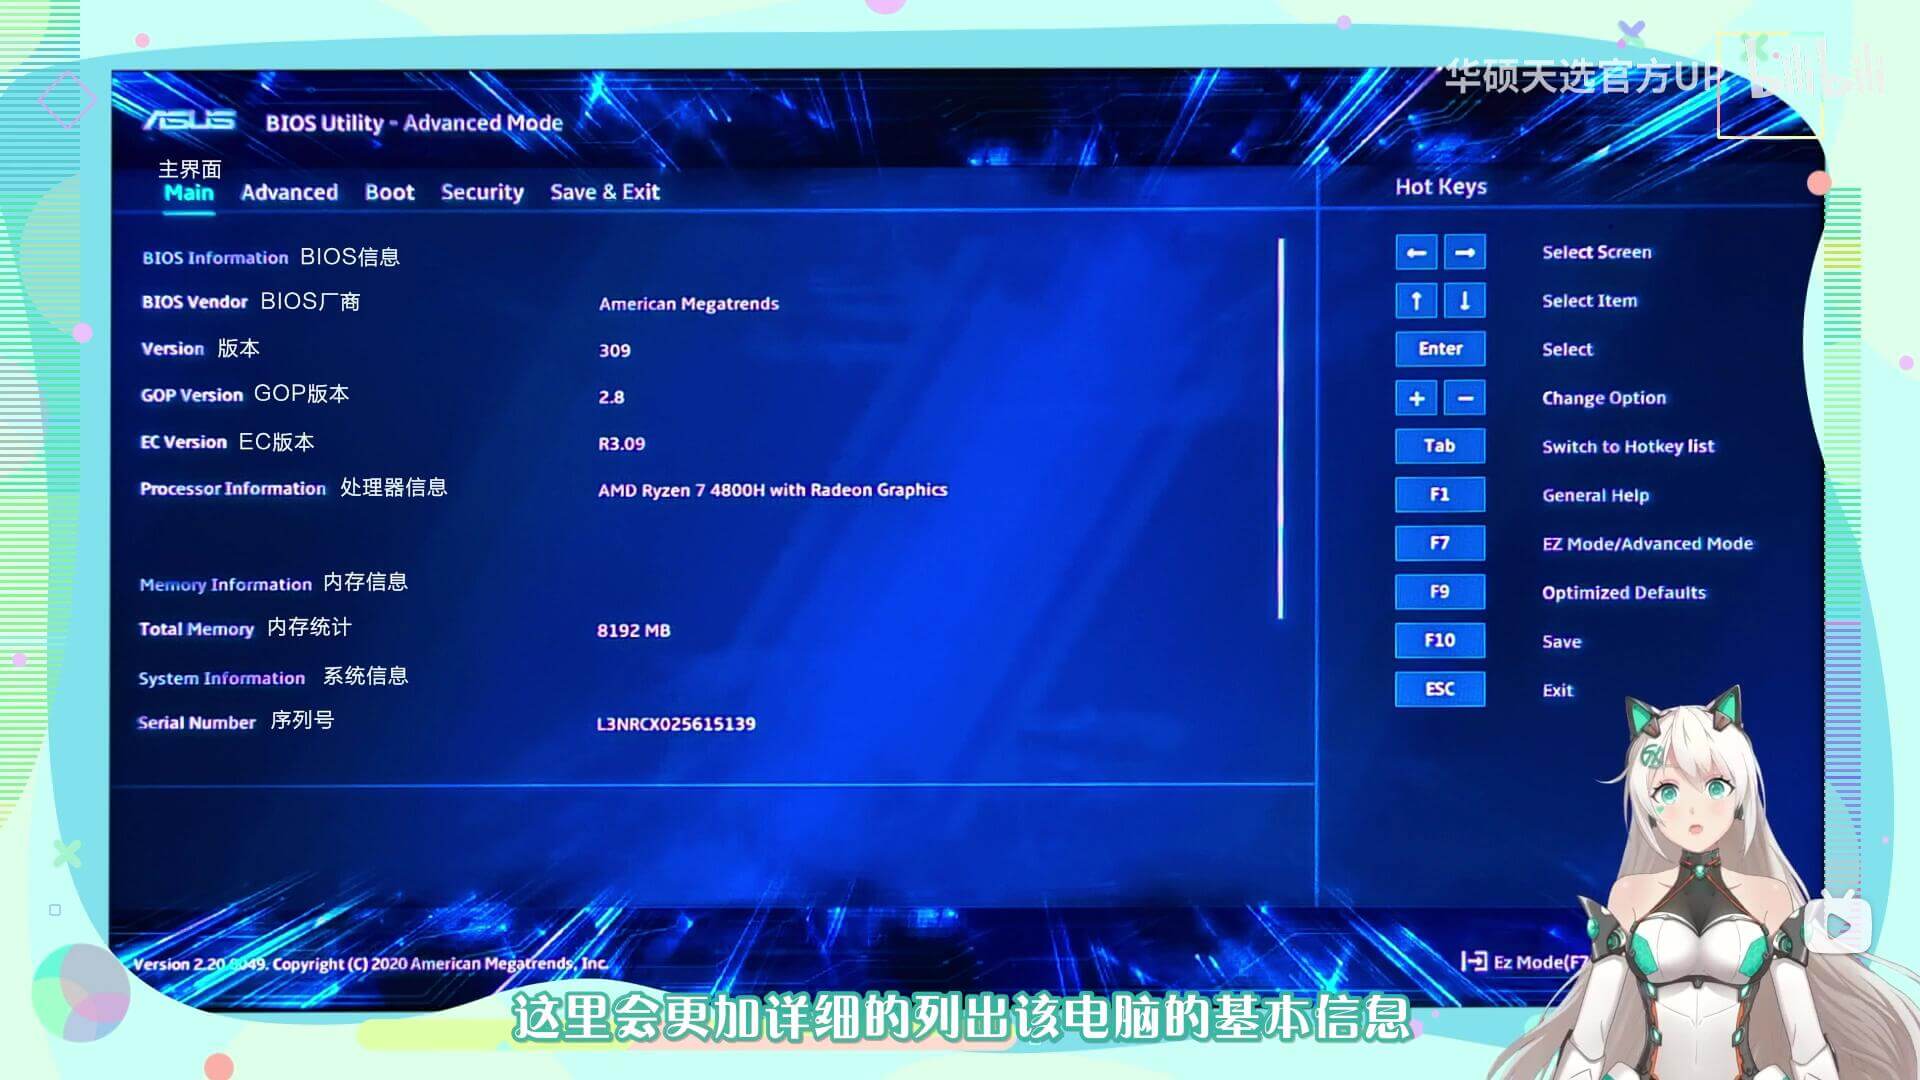 华硕天选官方UP
bilibili
ASUS BIOS Utility - Advanced Mode
主界面
Main Advanced Boot Security Save & Exit
BIOS Information BIOS信息
BIOS Vendor BIOS厂商 American Megatrends
Version 版本 309
GOP Version GOP版本 2.8
EC Version EC版本 R3.09
Processor Information 处理器信息 AMD Ryzen 7 4800H with Radeon Graphics
Memory Information 内存信息
Total Memory 内存统计 8192 MB
System Information 系统信息
Serial Number 序列号 L3NRCX025615139
Hot Keys
← → Select Screen
↑ ↓ Select Item
Enter Select
+ - Change Option
Tab Switch to Hotkey list
F1 General Help
F7 EZ Mode/Advanced Mode
F9 Optimized Defaults
F10 Save
ESC Exit
Version 2.20 Copyright (C) 2020 American Megatrends, Inc.
Ez Mode(F7
这里会更加详细的列出该电脑的基本信息